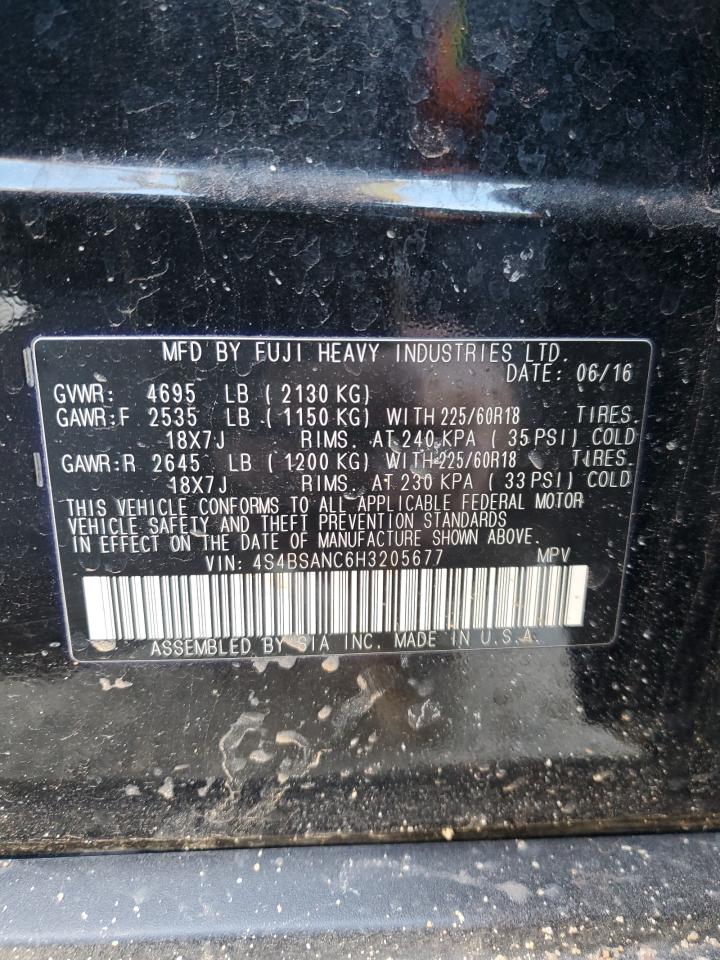 MFD BY FUJI HEAVY INDUSTRIES LTD.
DATE: 06/16
GVWR: 4695 LB ( 2130 KG)
GAWR:F 2535 LB ( 1150 KG) WITH 225/60R18 TIRES.
18X7J RIMS. AT 240 KPA ( 35 PSI) COLD
GAWR:R 2645 LB ( 1200 KG) WITH 225/60R18 TIRES.
18X7J RIMS. AT 230 KPA ( 33 PSI) COLD
THIS VEHICLE CONFORMS TO ALL APPLICABLE FEDERAL MOTOR
VEHICLE SAFETY AND THEFT PREVENTION STANDARDS
IN EFFECT ON THE DATE OF MANUFACTURE SHOWN ABOVE.
VIN: 4S4BSANC6H3205677 MPV
ASSEMBLED BY SIA INC. MADE IN U.S.A.